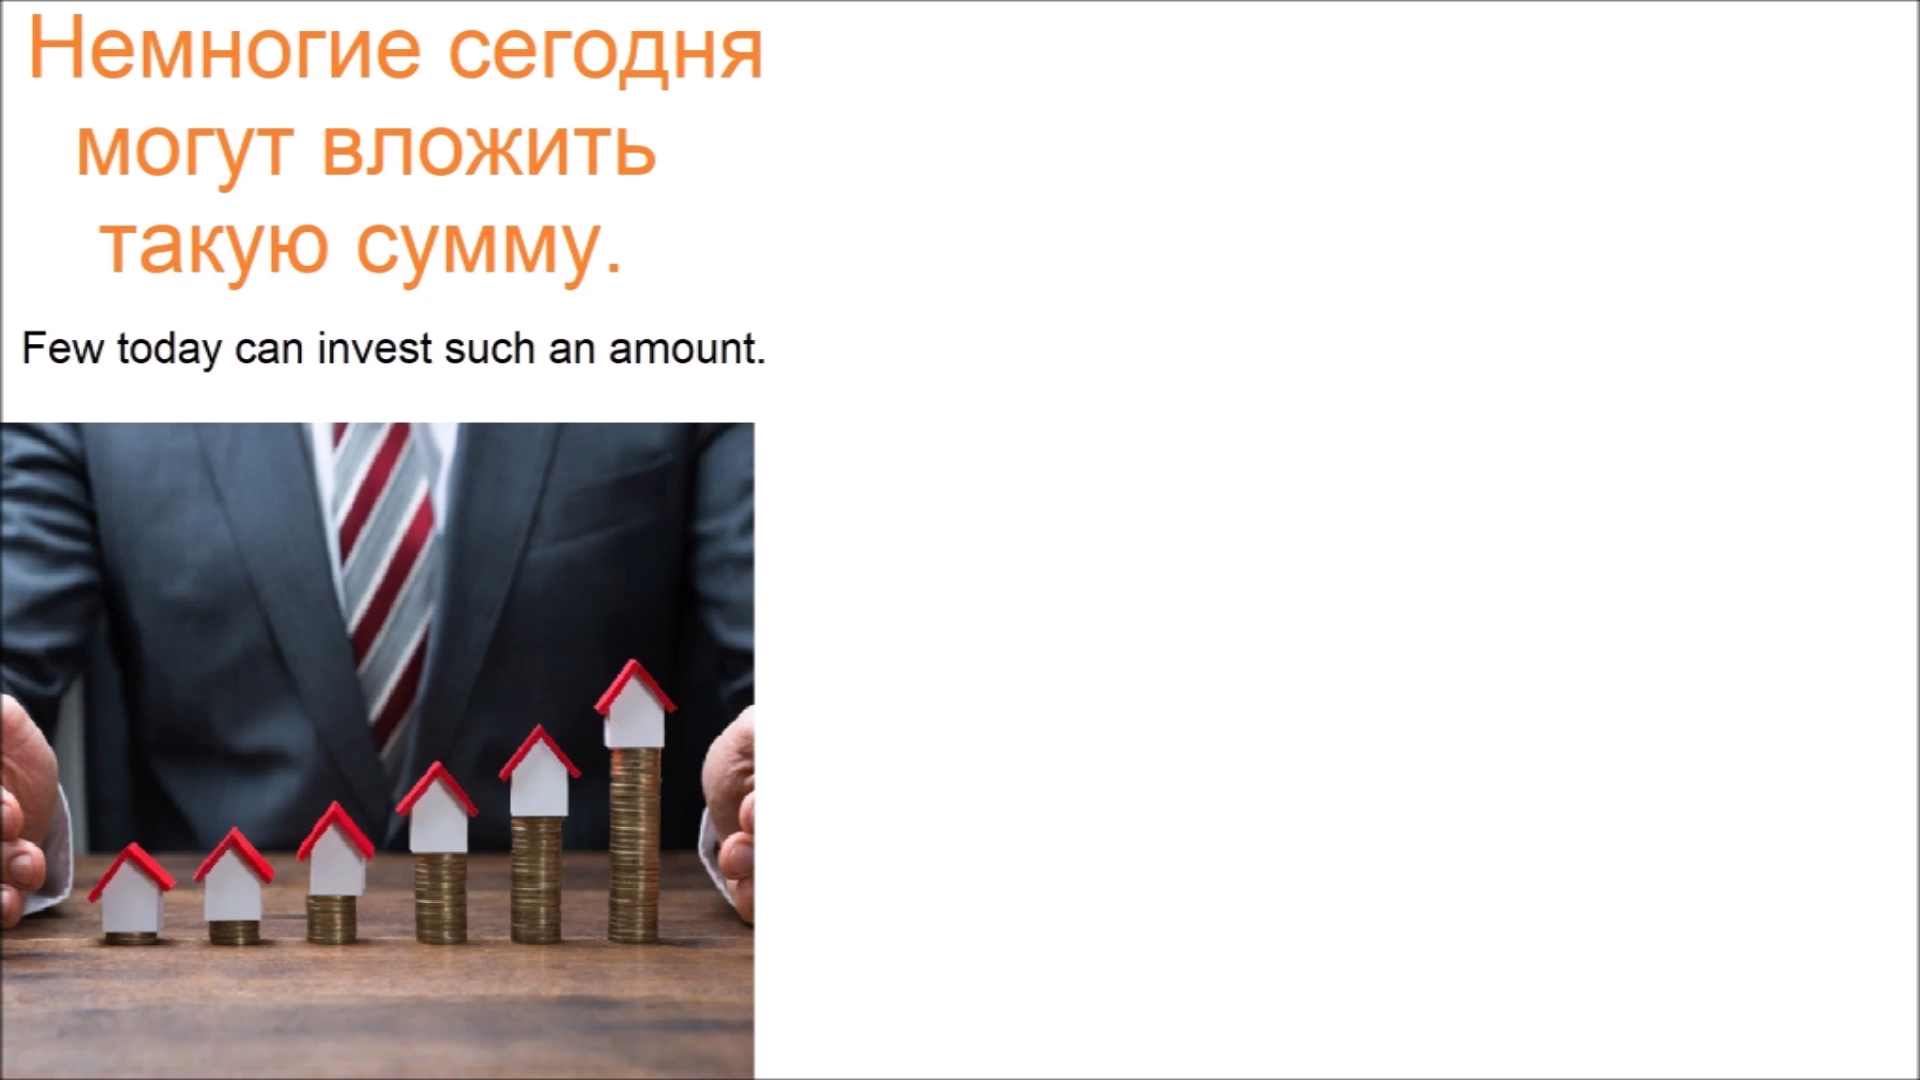 Немногие сегодня
могут вложить
такую сумму.
Few today can invest such an amount.